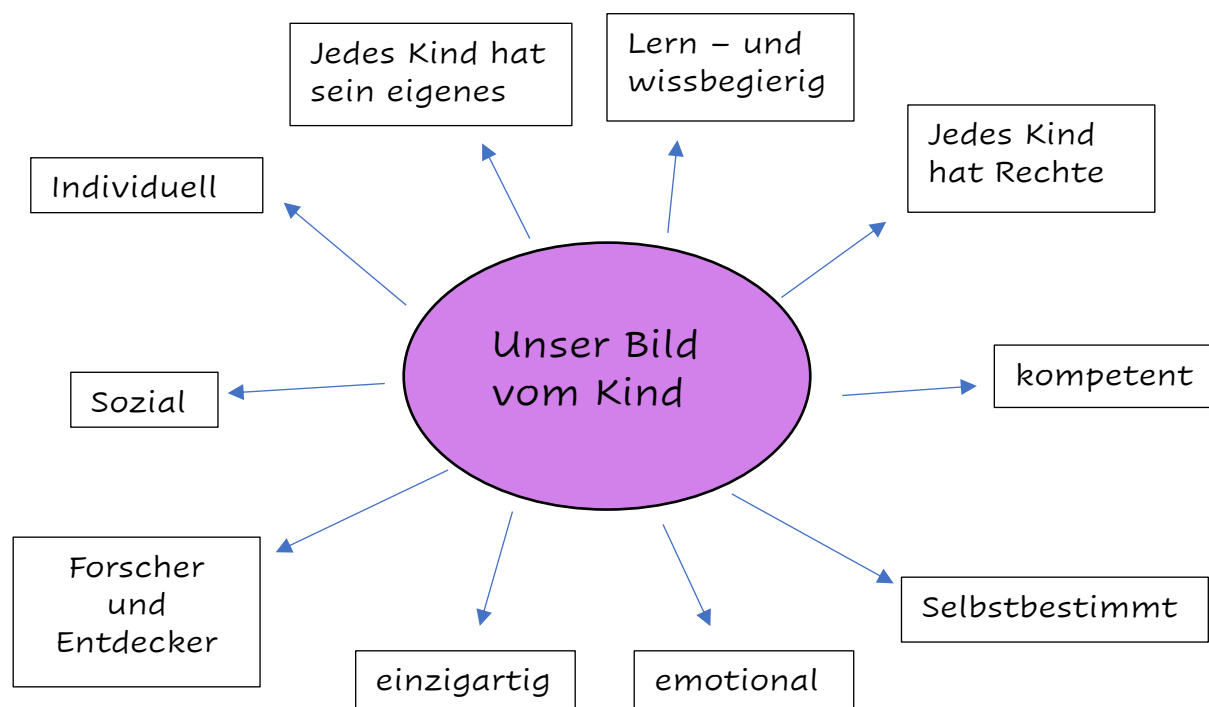 Jedes Kind hat
sein eigenes
Lern – und
wissbegierig
Jedes Kind
hat Rechte
Individuell
Unser Bild
vom Kind
kompetent
Sozial
Forscher
und
Entdecker
Selbstbestimmt
einzigartig
emotional